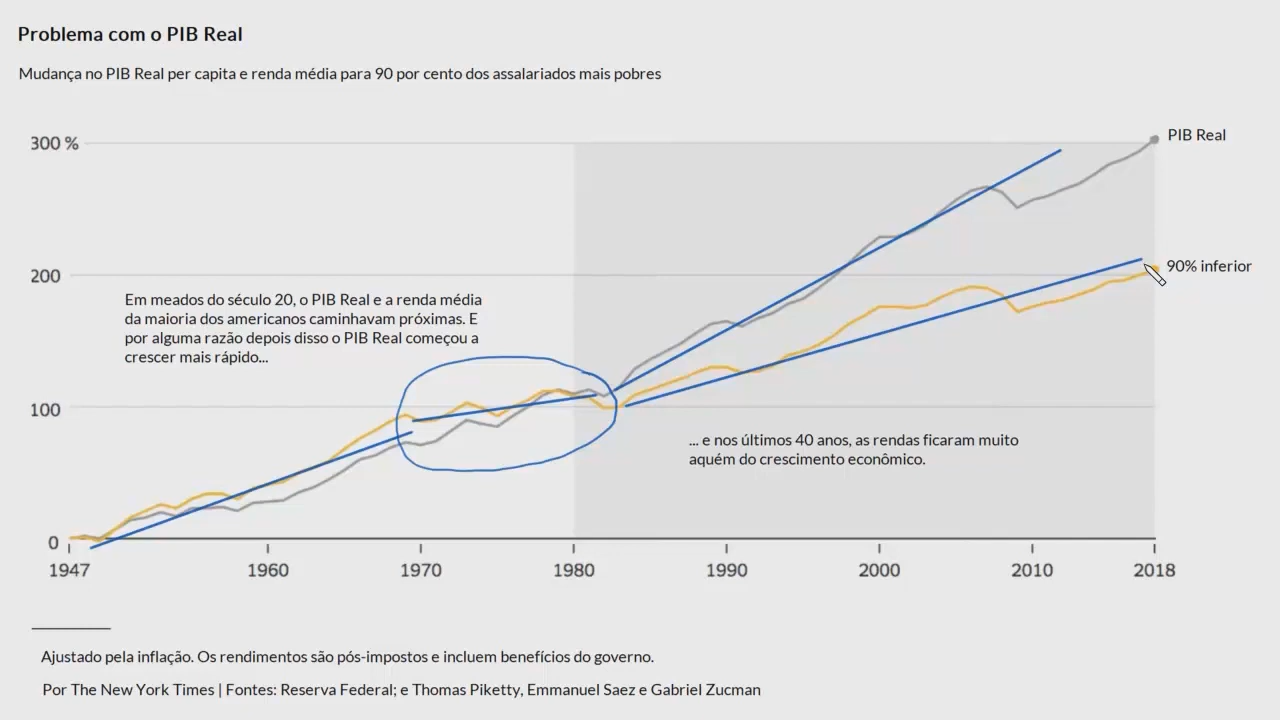 Problema com o PIB Real
Mudança no PIB Real per capita e renda média para 90 por cento dos assalariados mais pobres
300 %
PIB Real
200
90% inferior
Em meados do século 20, o PIB Real e a renda média
da maioria dos americanos caminhavam próximas. E
por alguma razão depois disso o PIB Real começou a
crescer mais rápido...
100
... e nos últimos 40 anos, as rendas ficaram muito
aquém do crescimento econômico.
0
1947 1960 1970 1980 1990 2000 2010 2018
Ajustado pela inflação. Os rendimentos são pós-impostos e incluem benefícios do governo.
Por The New York Times | Fontes: Reserva Federal; e Thomas Piketty, Emmanuel Saez e Gabriel Zucman